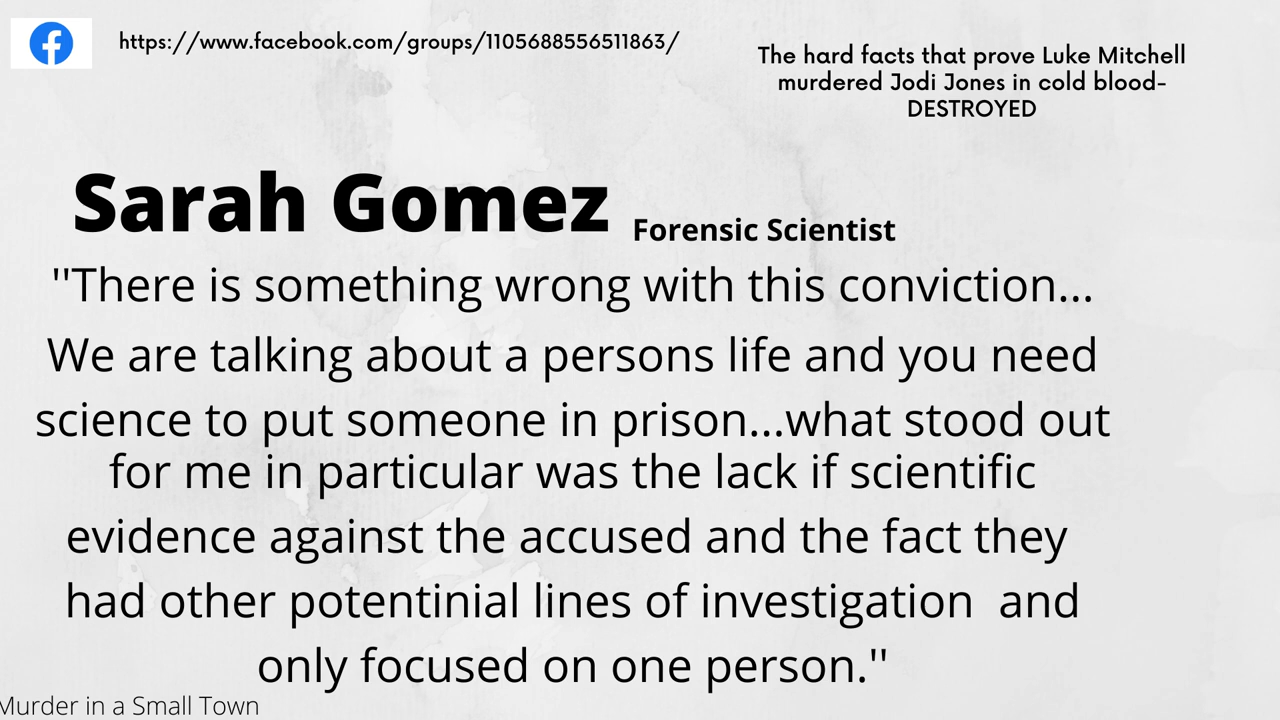 https://www.facebook.com/groups/1105688556511863/
The hard facts that prove Luke Mitchell
murdered Jodi Jones in cold blood-
DESTROYED
Sarah Gomez Forensic Scientist
''There is something wrong with this conviction...
We are talking about a persons life and you need
science to put someone in prison...what stood out
for me in particular was the lack if scientific
evidence against the accused and the fact they
had other potentinial lines of investigation  and
only focused on one person.''
Murder in a Small Town